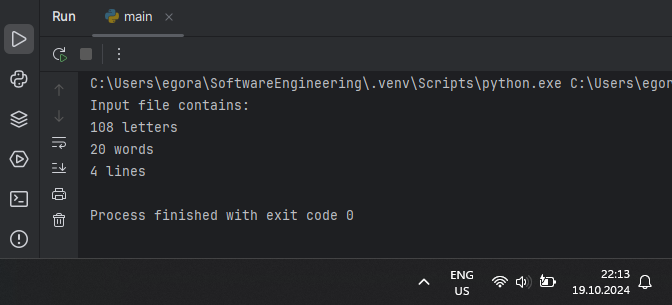 Run
main
C:\Users\egora\SoftwareEngineering\.venv\Scripts\python.exe C:\Users\egor
Input file contains:
108 letters
20 words
4 lines
Process finished with exit code 0
ENG
US
22:13
19.10.2024